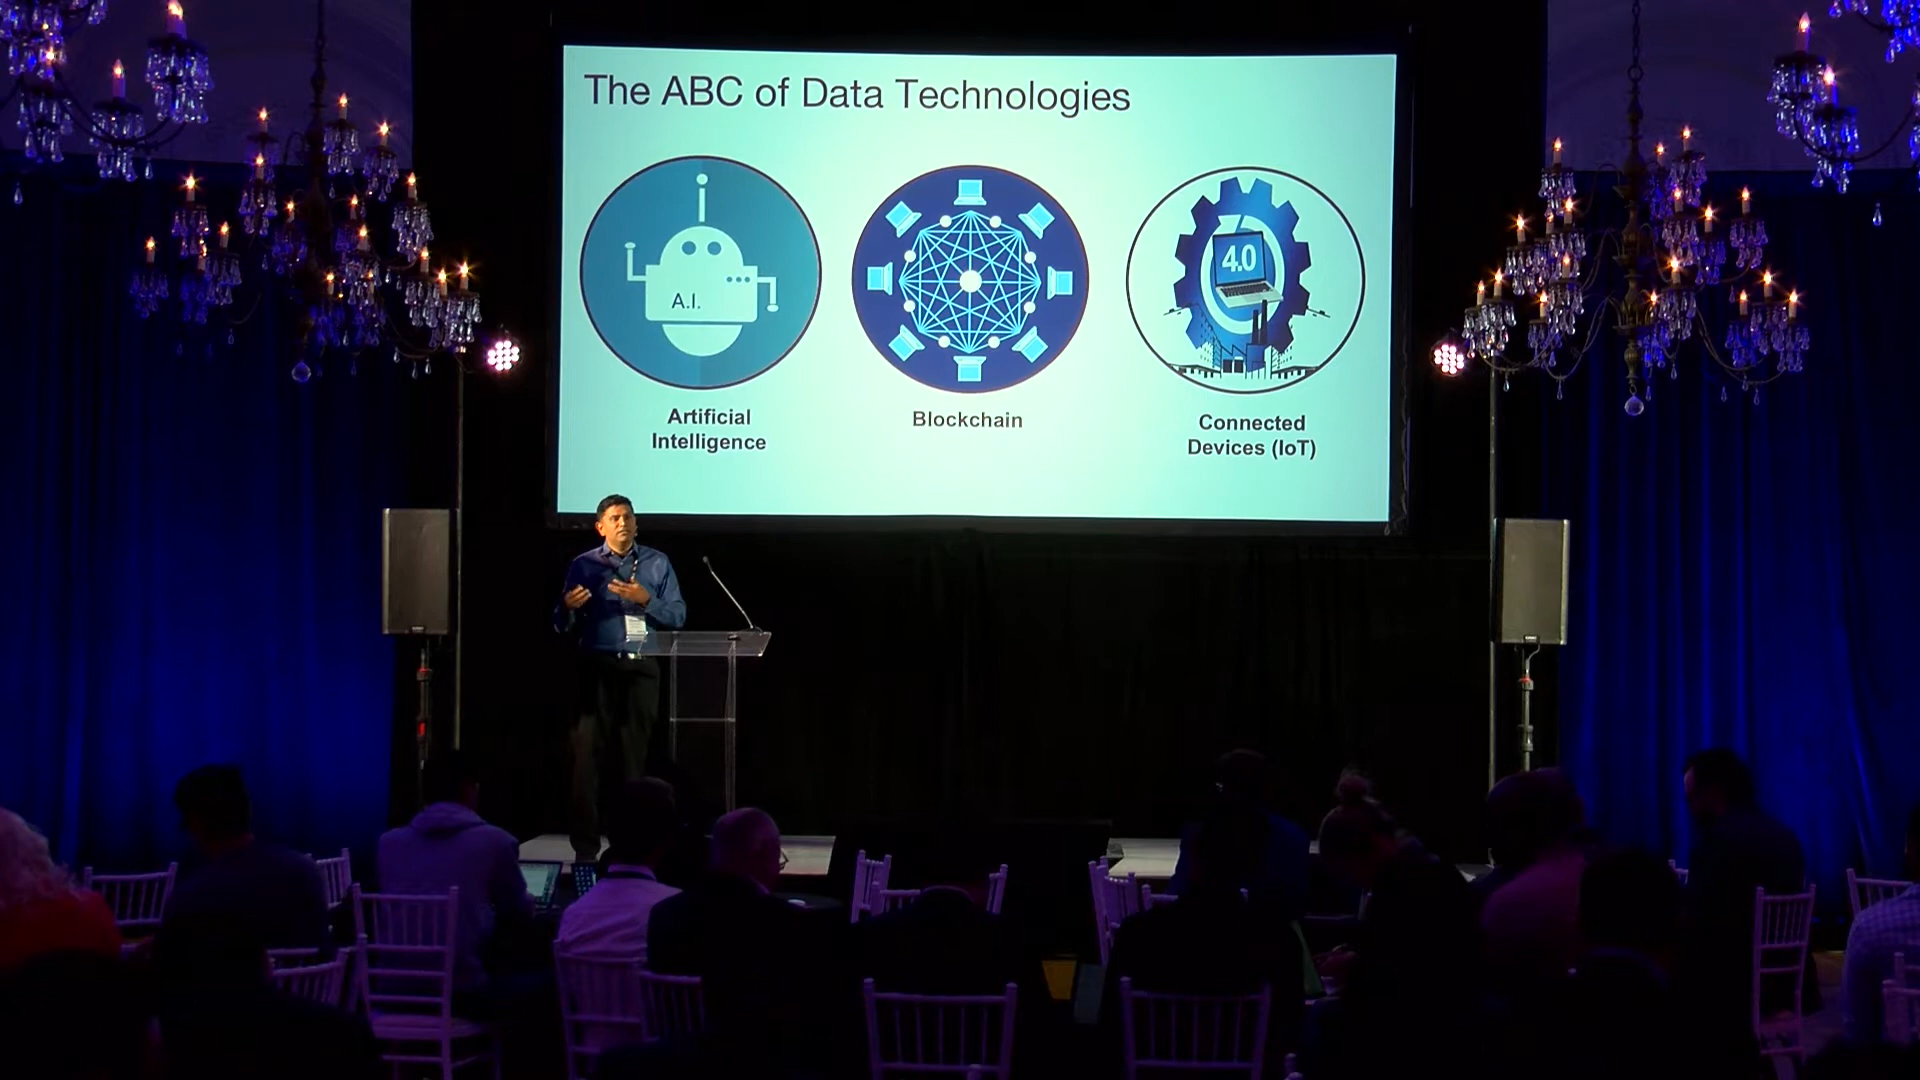 The ABC of Data Technologies
A.I.
4.0
Artificial
Intelligence
Blockchain
Connected
Devices (IoT)